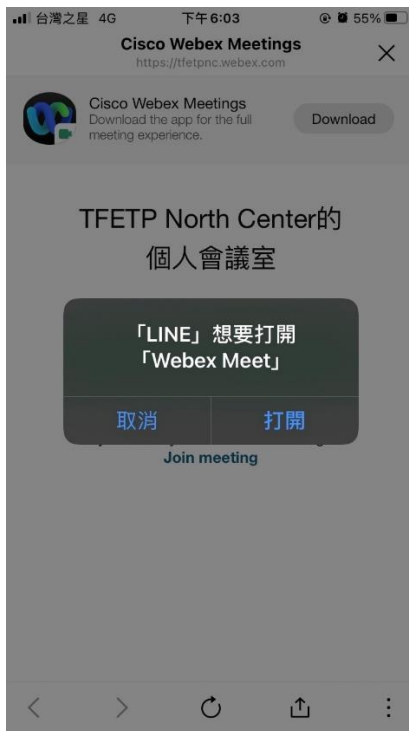 台灣之星 4G 下午6:03 55%
Cisco Webex Meetings
https://tfetpnc.webex.com
Cisco Webex Meetings
Download the app for the full
meeting experience.
Download
TFETP North Center的
個人會議室
「LINE」想要打開
「Webex Meet」
取消 打開
Join meeting